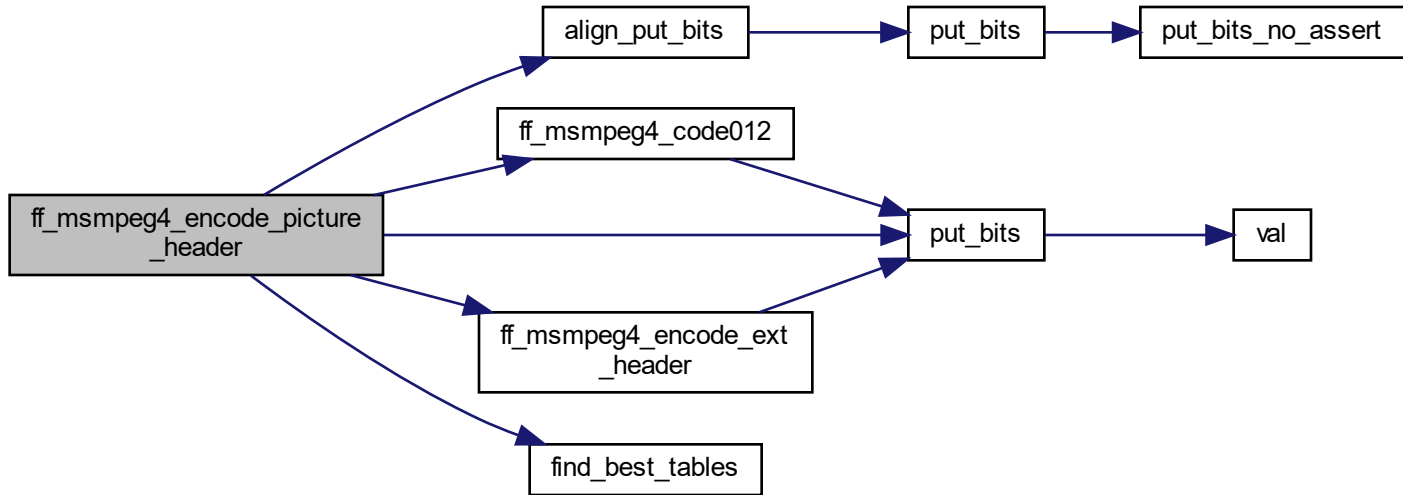 align_put_bits
put_bits
put_bits_no_assert
ff_msmpeg4_code012
ff_msmpeg4_encode_picture
_header
put_bits
val
ff_msmpeg4_encode_ext
_header
find_best_tables